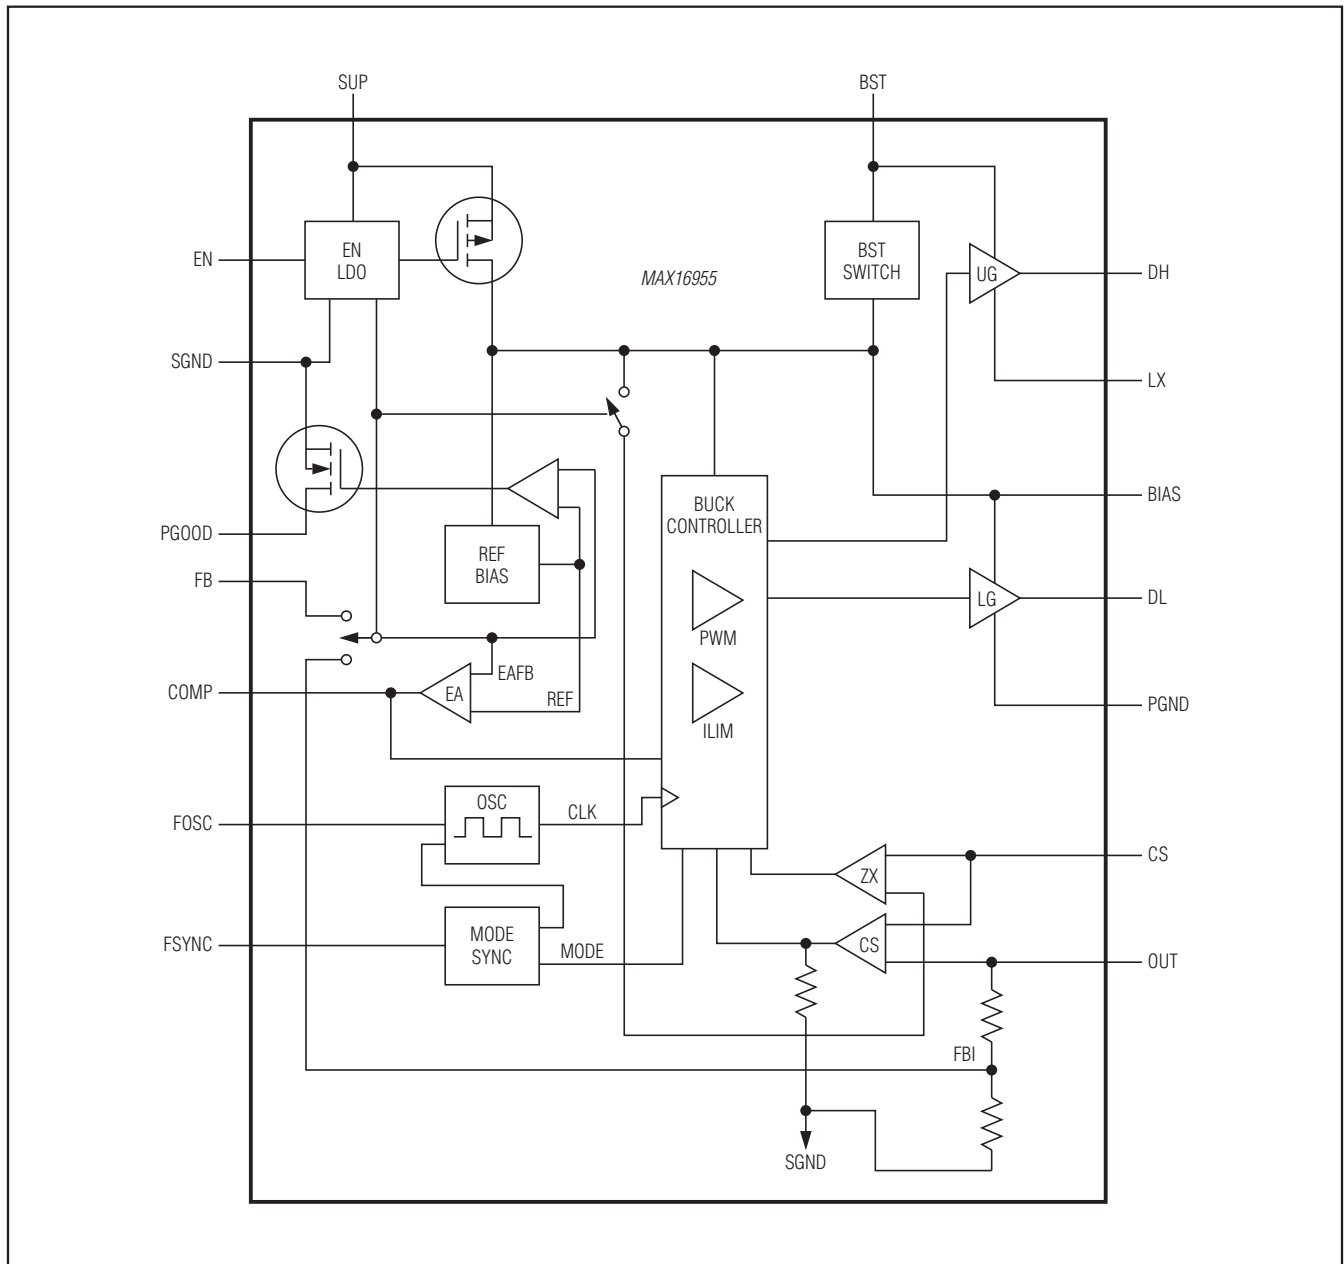 SUP
BST
EN
EN
LDO
MAX16955
BST
SWITCH
UG
DH
SGND
LX
BUCK
CONTROLLER
BIAS
PGOOD
REF
BIAS
FB
PWM
LG
DL
COMP
EA
EAFB
REF
ILIM
PGND
FOSC
OSC
CLK
CS
ZX
FSYNC
MODE
SYNC
MODE
CS
OUT
FBI
SGND